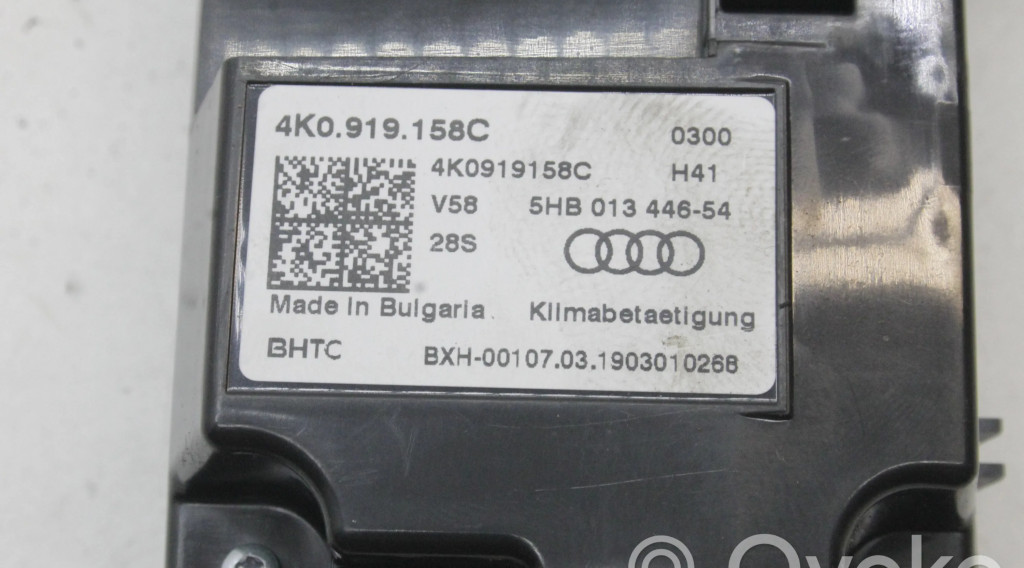 4K0.919.158C 0300
4K0919158C H41
V58 5HB 013 446-54
28S
Made in Bulgaria Klimabetaetigung
BHTC BXH-00107.03.1903010268